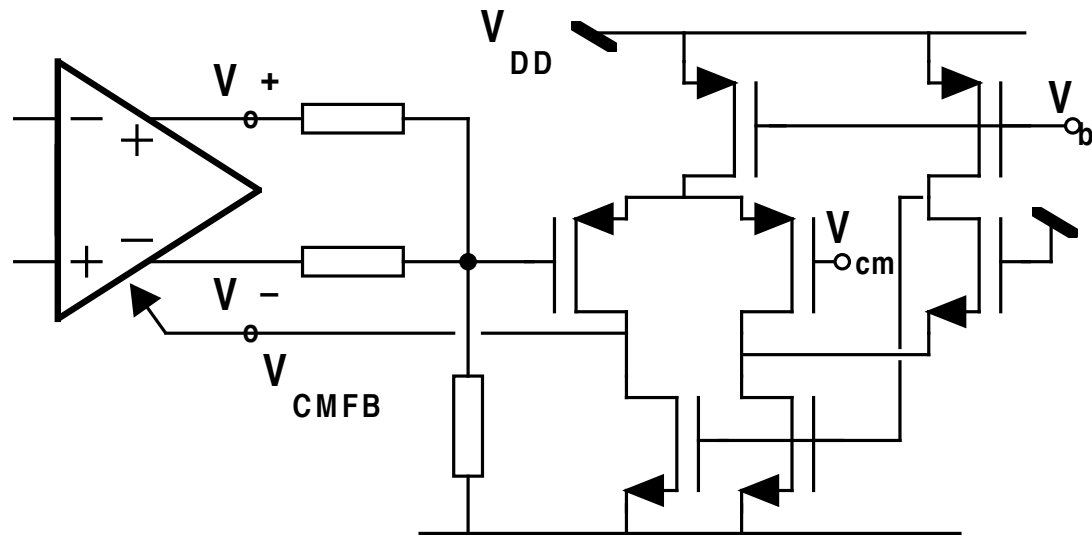 V DD
V +
V b
− +
V cm
+ −
V −
V CMFB